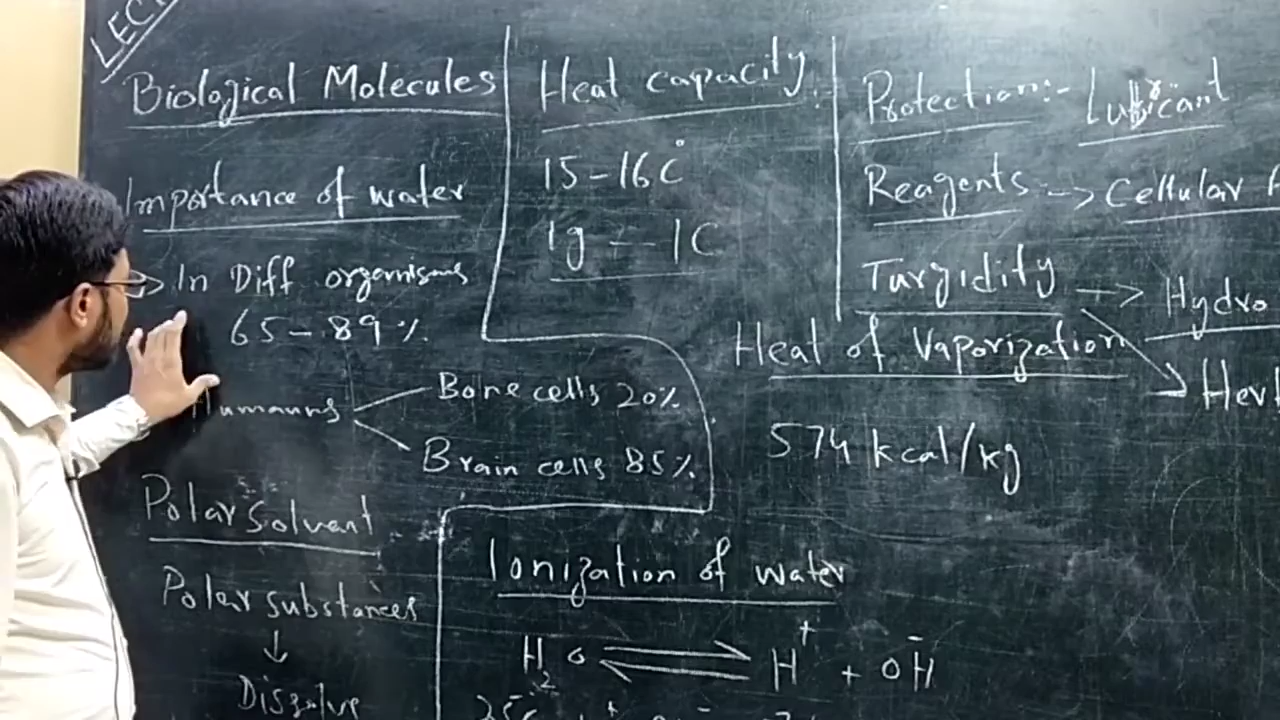 LECT
Biological Molecules
Importance of water
In Diff organisms
65-89%
Humanns
Bone cells 20%
Brain cells 85%
Polar Solvent
Polar substances
↓
Dissolve
Heat capacity:
15-16C°
1g — 1C
Protection:- Lubricant
Reagents:-> Cellular
Turgidity → Hydro
Heat of Vaporization
574 kcal/kg
Ionization of water
H2O ⇌ H+ + OH-